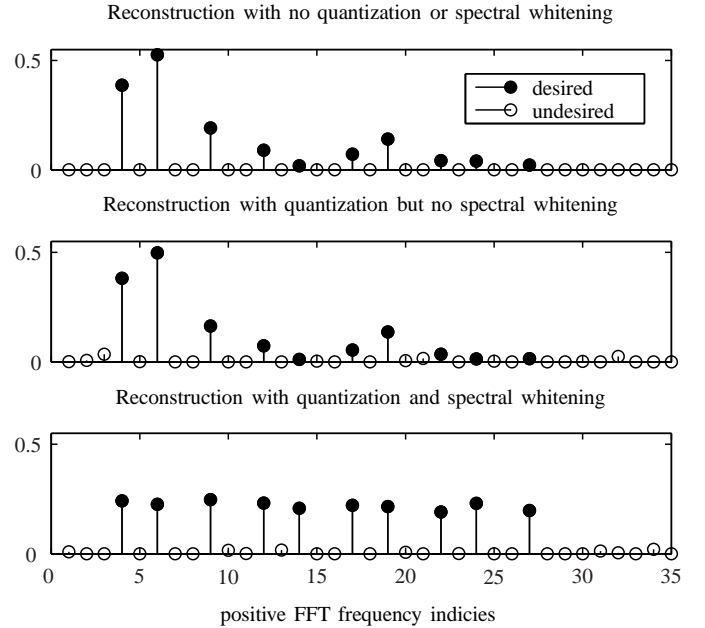 Reconstruction with no quantization or spectral whitening
0.5
desired
undesired
0
Reconstruction with quantization but no spectral whitening
0.5
0
Reconstruction with quantization and spectral whitening
0.5
0
0 5 10 15 20 25 30 35
positive FFT frequency indicies